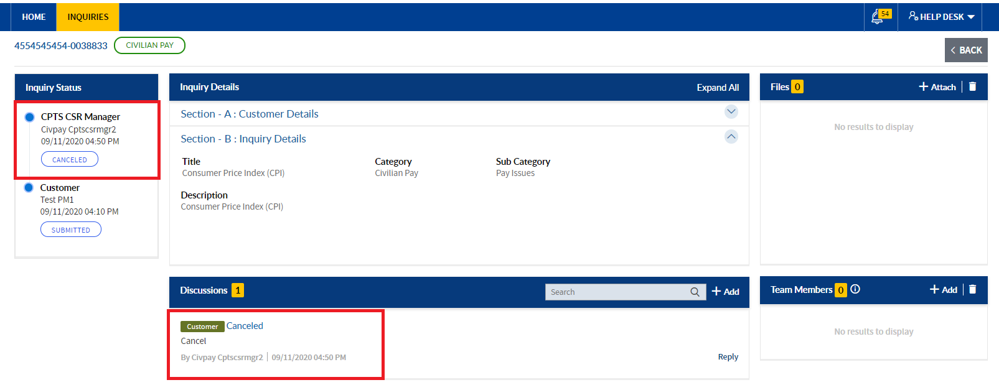 HOME
INQUIRIES
54
HELP DESK
4554545454-0038833
CIVILIAN PAY
BACK
Inquiry Status
CPTS CSR Manager
Civpay Cptscsrmgr2
09/11/2020 04:50 PM
CANCELED
Customer
Test PM1
09/11/2020 04:10 PM
SUBMITTED
Inquiry Details
Expand All
Section - A : Customer Details
Section - B : Inquiry Details
Title
Consumer Price Index (CPI)
Category
Civilian Pay
Sub Category
Pay Issues
Description
Consumer Price Index (CPI)
Discussions 1
Search
Add
Customer Canceled
Cancel
By Civpay Cptscsrmgr2 | 09/11/2020 04:50 PM
Reply
Files 0
+ Attach
No results to display
Team Members 0
+ Add
No results to display